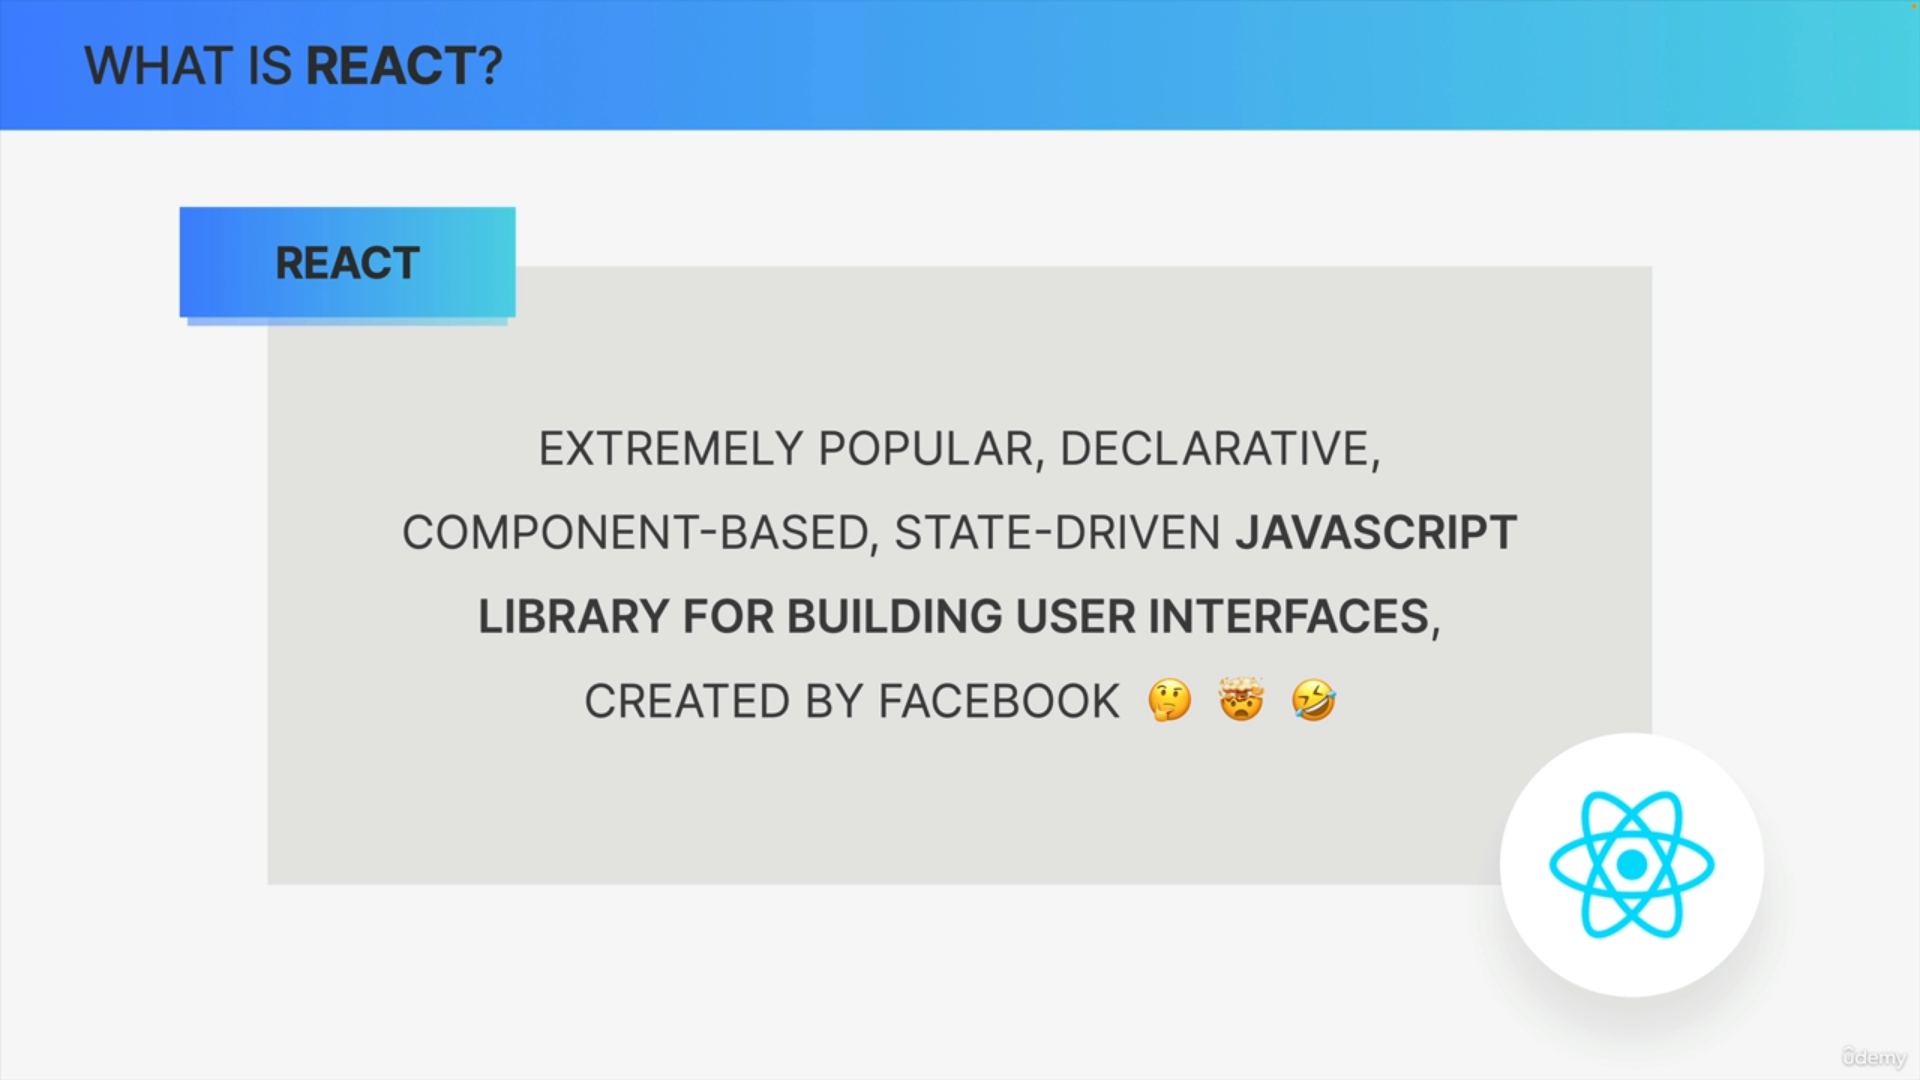 WHAT IS REACT?
REACT
EXTREMELY POPULAR, DECLARATIVE,
COMPONENT-BASED, STATE-DRIVEN JAVASCRIPT
LIBRARY FOR BUILDING USER INTERFACES,
CREATED BY FACEBOOK 🤔 🤯 🤣
ûdemy